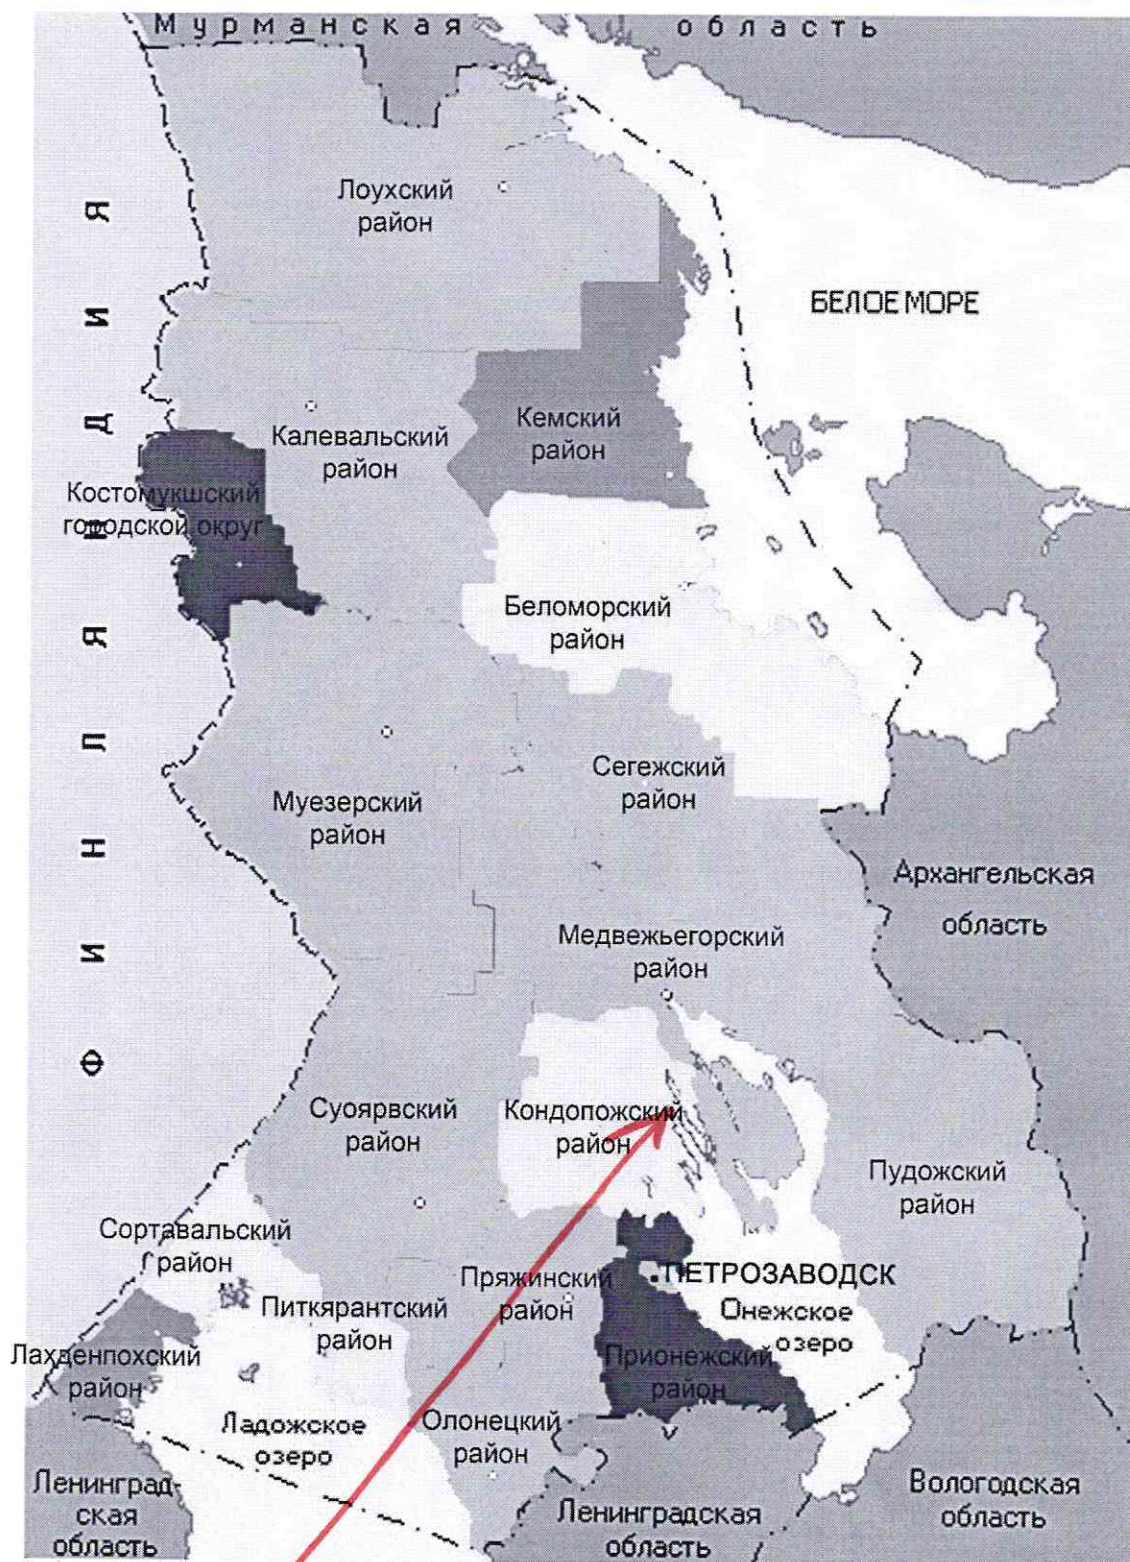 Мурманская область
Лоухский
район
БЕЛОЕ МОРЕ
ФИНЛЯНДИЯ
Кемский
район
Калевальский
район
Костомукшский
городской округ
Беломорский
район
Сегежский
район
Муезерский
район
Архангельская
область
Медвежьегорский
район
Суоярвский
район
Кондопожский
район
Пудожский
район
Сортавальский
район
Пряжинский
район
ПЕТРОЗАВОДСК
Онежское
озеро
Питкярантский
район
Лахденпохский
район
Прионежский
район
Ладожское
озеро
Олонецкий
район
Ленинград-
ская
область
Ленинградская
область
Вологодская
область